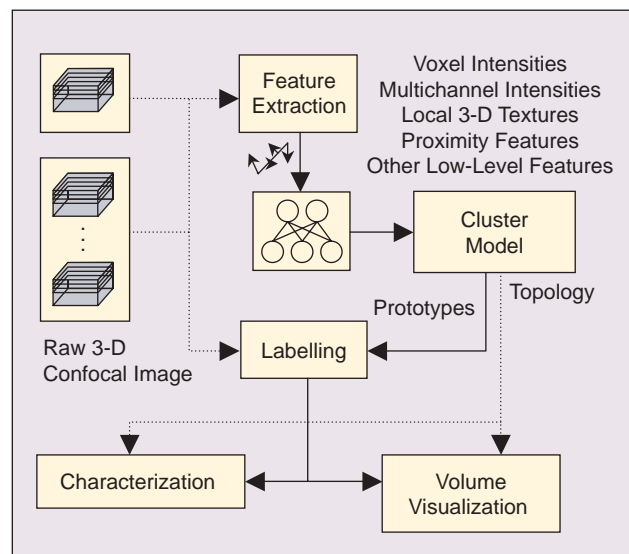 Feature
Extraction
Voxel Intensities
Multichannel Intensities
Local 3-D Textures
Proximity Features
Other Low-Level Features
Cluster
Model
Prototypes
Topology
Raw 3-D
Confocal Image
Labelling
Characterization
Volume
Visualization